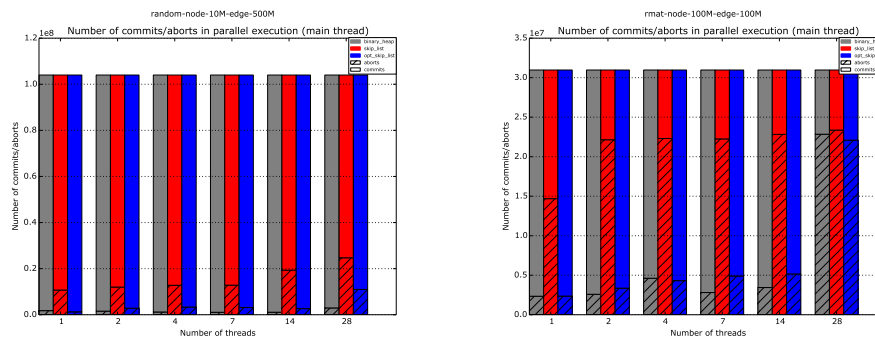 random-node-10M-edge-500M
1e8 Number of commits/aborts in parallel execution (main thread)
binary_heap
skip_list
opt_skip_list
aborts
commits
1.2
1.0
0.8
0.6
0.4
0.2
0.0
Number of commits/aborts
1 2 4 7 14 28
Number of threads
rmat-node-100M-edge-100M
1e7 Number of commits/aborts in parallel execution (main thread)
binary_h
skip_list
opt_skip
aborts
commits
3.5
3.0
2.5
2.0
1.5
1.0
0.5
0.0
Number of commits/aborts
1 2 4 7 14 28
Number of threads